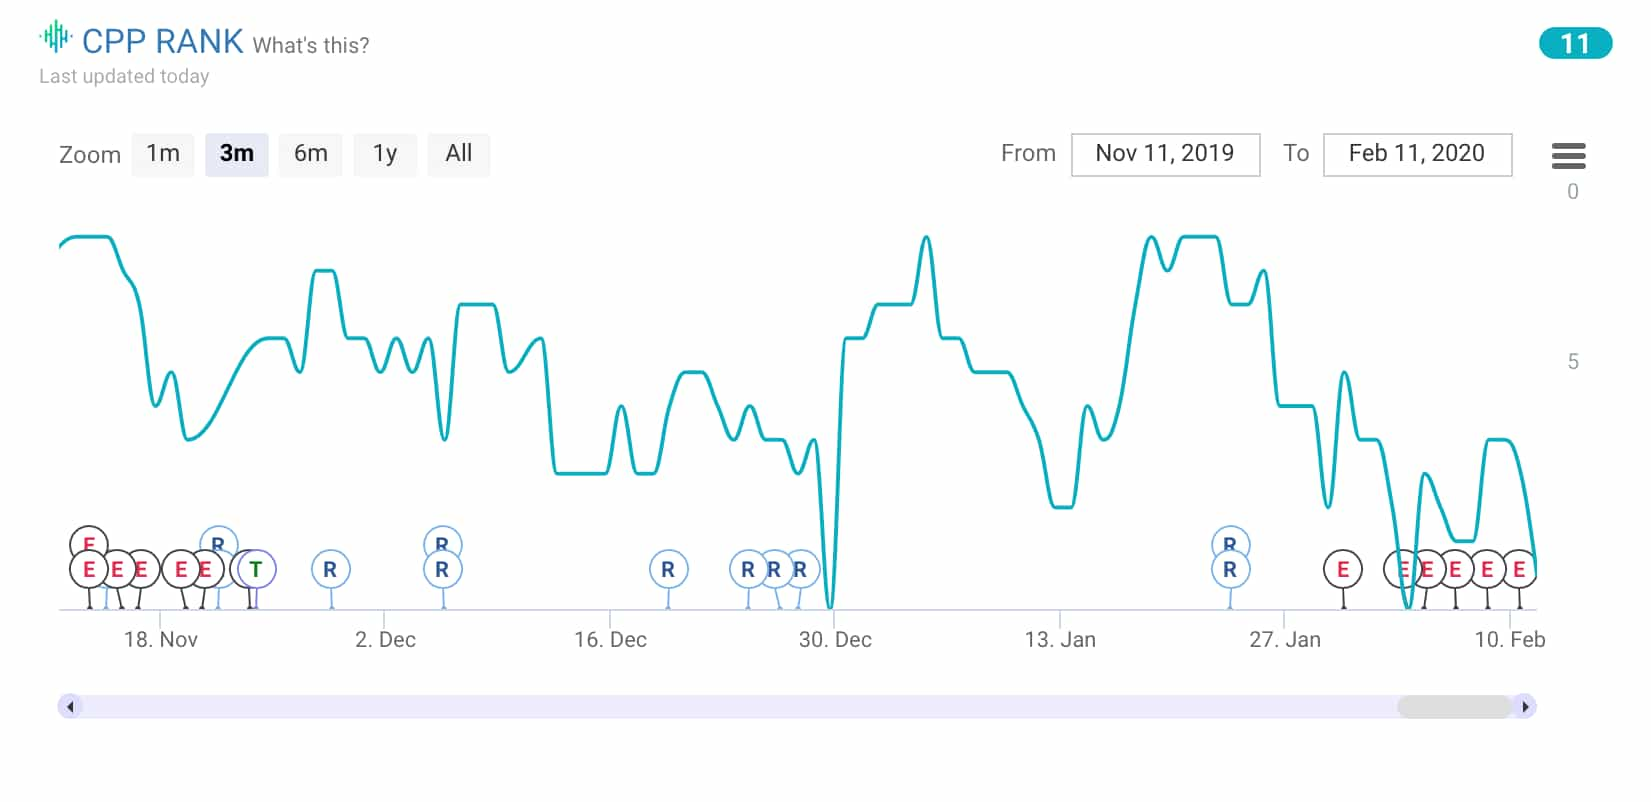 CPP RANK What's this?
11
Last updated today
Zoom 1m 3m 6m 1y All
From Nov 11, 2019 To Feb 11, 2020
0
5
E R R R
E E E E E T R R R R R R R E E E E E E
18. Nov 2. Dec 16. Dec 30. Dec 13. Jan 27. Jan 10. Feb